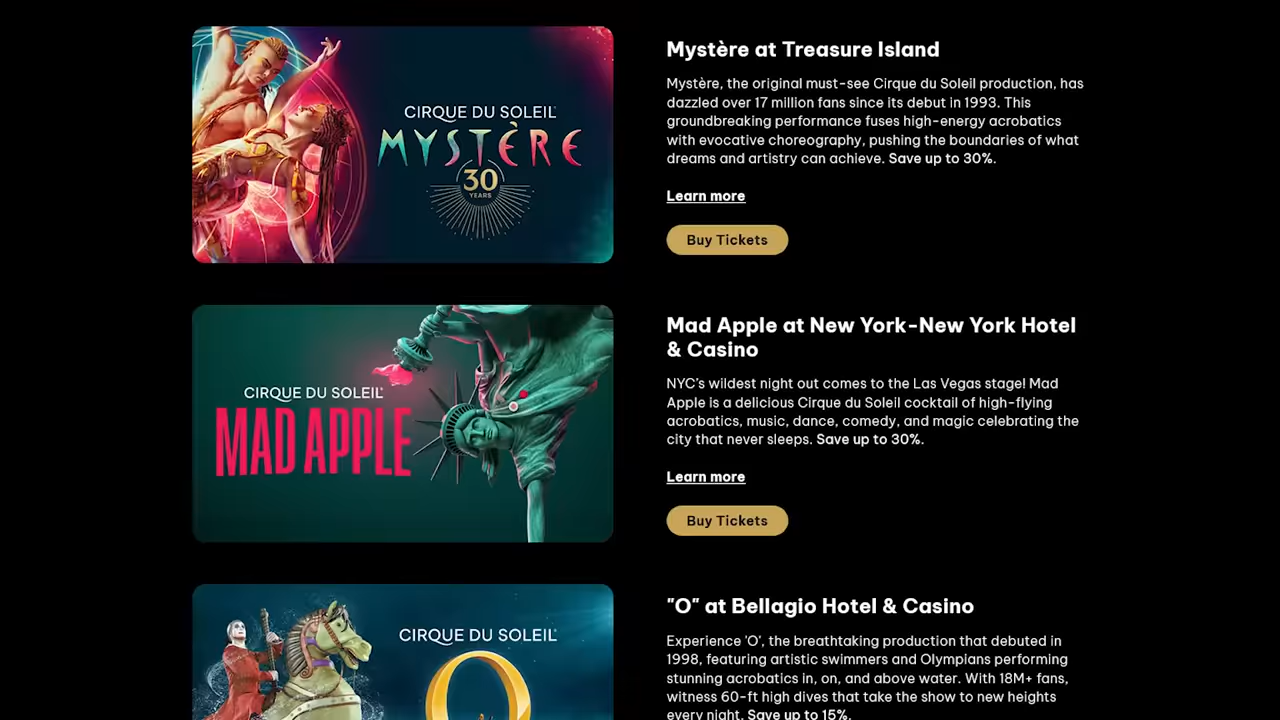 CIRQUE DU SOLEIL
MYSTÈRE
30
YEARS
Mystère at Treasure Island
Mystère, the original must-see Cirque du Soleil production, has
dazzled over 17 million fans since its debut in 1993. This
groundbreaking performance fuses high-energy acrobatics
with evocative choreography, pushing the boundaries of what
dreams and artistry can achieve. Save up to 30%.
Learn more
Buy Tickets
CIRQUE DU SOLEIL
MAD APPLE
Mad Apple at New York-New York Hotel
& Casino
NYC's wildest night out comes to the Las Vegas stage! Mad
Apple is a delicious Cirque du Soleil cocktail of high-flying
acrobatics, music, dance, comedy, and magic celebrating the
city that never sleeps. Save up to 30%.
Learn more
Buy Tickets
CIRQUE DU SOLEIL
O
"O" at Bellagio Hotel & Casino
Experience 'O', the breathtaking production that debuted in
1998, featuring artistic swimmers and Olympians performing
stunning acrobatics in, on, and above water. With 18M+ fans,
witness 60-ft high dives that take the show to new heights
every night. Save up to 15%.